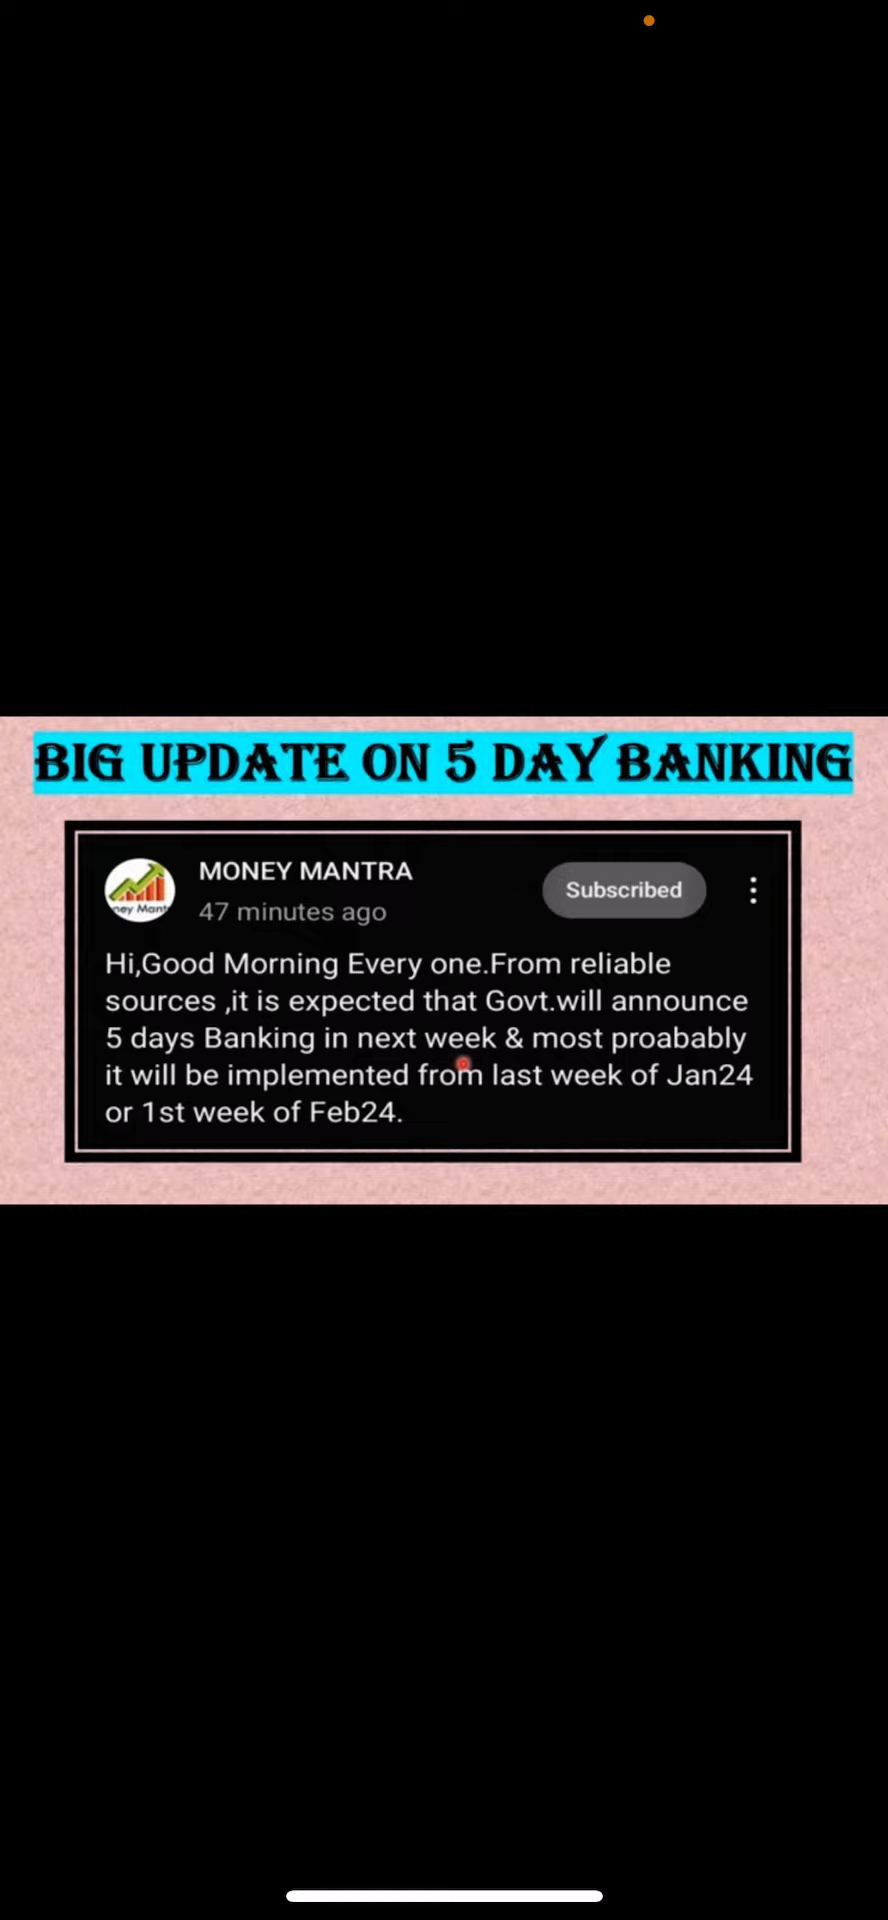 BIG UPDATE ON 5 DAY BANKING
MONEY MANTRA
Subscribed
47 minutes ago
ney Mant
Hi,Good Morning Every one.From reliable
sources ,it is expected that Govt.will announce
5 days Banking in next week & most proabably
it will be implemented from last week of Jan24
or 1st week of Feb24.